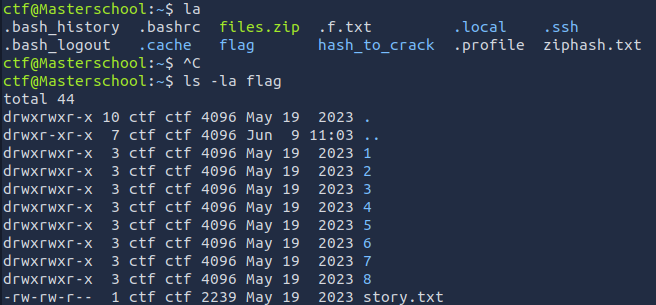 ctf@Masterschool:~$ la
.bash_history .bashrc files.zip .f.txt .local .ssh
.bash_logout .cache flag hash_to_crack .profile ziphash.txt
ctf@Masterschool:~$ ^C
ctf@Masterschool:~$ ls -la flag
total 44
drwxrwxr-x 10 ctf ctf 4096 May 19 2023 .
drwxr-xr-x 7 ctf ctf 4096 Jun 9 11:03 ..
drwxrwxr-x 3 ctf ctf 4096 May 19 2023 1
drwxrwxr-x 3 ctf ctf 4096 May 19 2023 2
drwxrwxr-x 3 ctf ctf 4096 May 19 2023 3
drwxrwxr-x 3 ctf ctf 4096 May 19 2023 4
drwxrwxr-x 3 ctf ctf 4096 May 19 2023 5
drwxrwxr-x 3 ctf ctf 4096 May 19 2023 6
drwxrwxr-x 3 ctf ctf 4096 May 19 2023 7
drwxrwxr-x 3 ctf ctf 4096 May 19 2023 8
-rw-rw-r-- 1 ctf ctf 2239 May 19 2023 story.txt